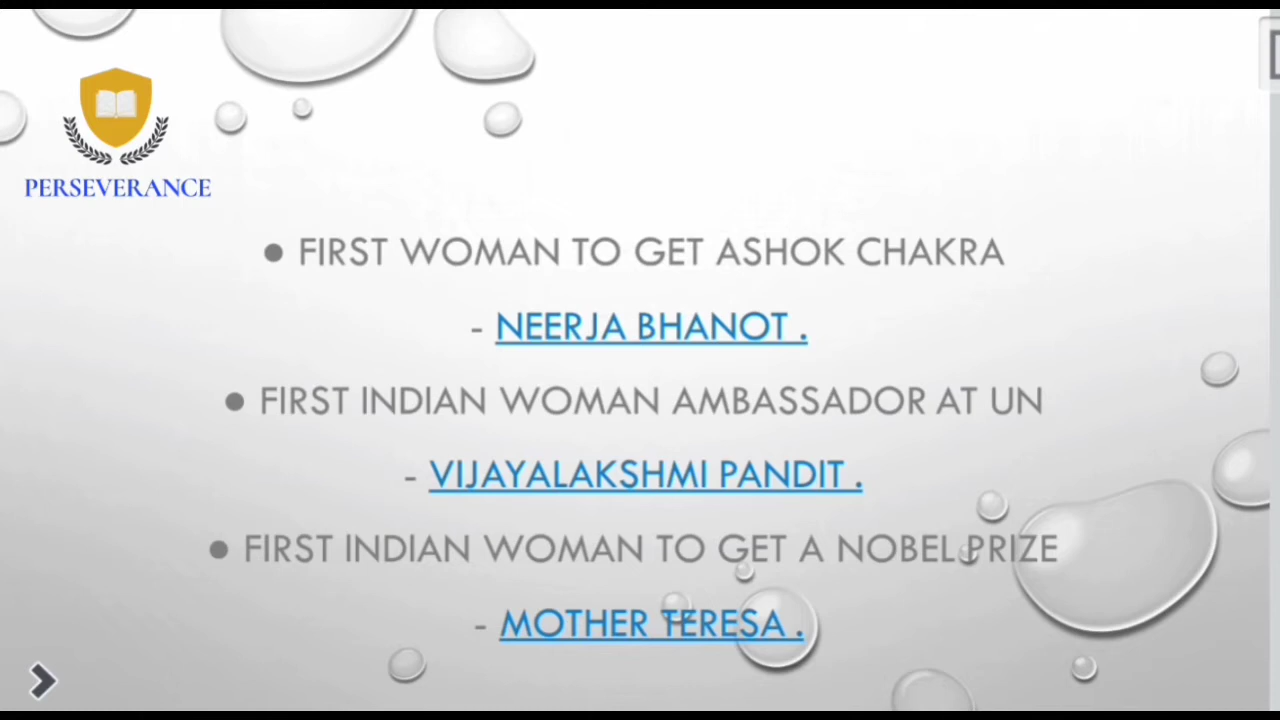 PERSEVERANCE
● FIRST WOMAN TO GET ASHOK CHAKRA
- NEERJA BHANOT .
● FIRST INDIAN WOMAN AMBASSADOR AT UN
- VIJAYALAKSHMI PANDIT .
● FIRST INDIAN WOMAN TO GET A NOBEL PRIZE
- MOTHER TERESA .